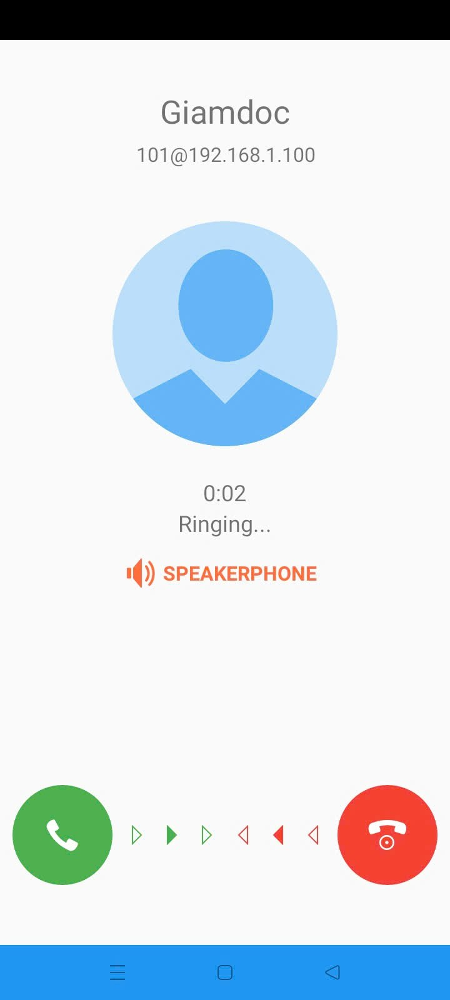 Giamdoc
101@192.168.1.100
0:02
Ringing...
SPEAKERPHONE